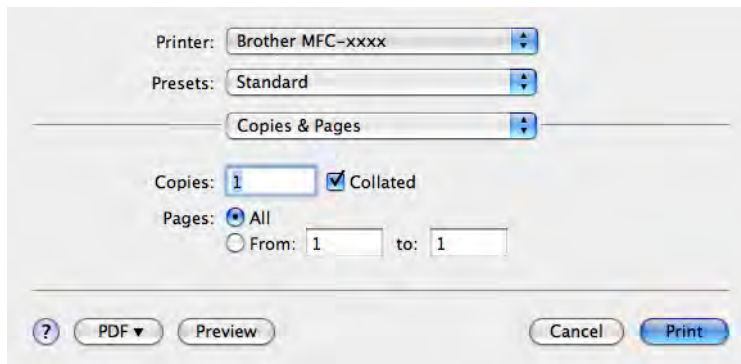 Printer: Brother MFC-xxxx
Presets: Standard
Copies & Pages
Copies: 1 Collated
Pages: All
From: 1 to: 1
? PDF ▼ Preview Cancel Print